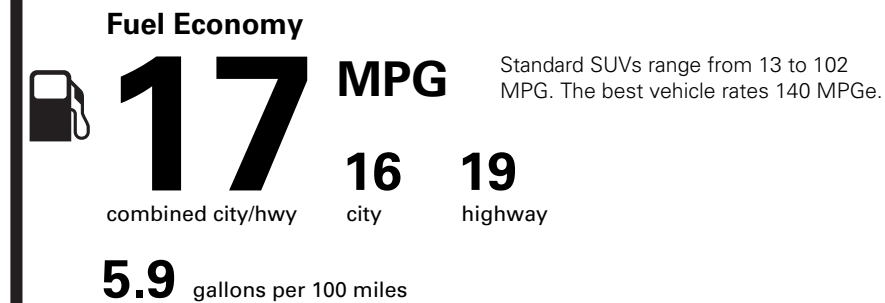 Fuel Economy
17 MPG
Standard SUVs range from 13 to 102
MPG. The best vehicle rates 140 MPGe.
16 19
combined city/hwy city highway
5.9 gallons per 100 miles